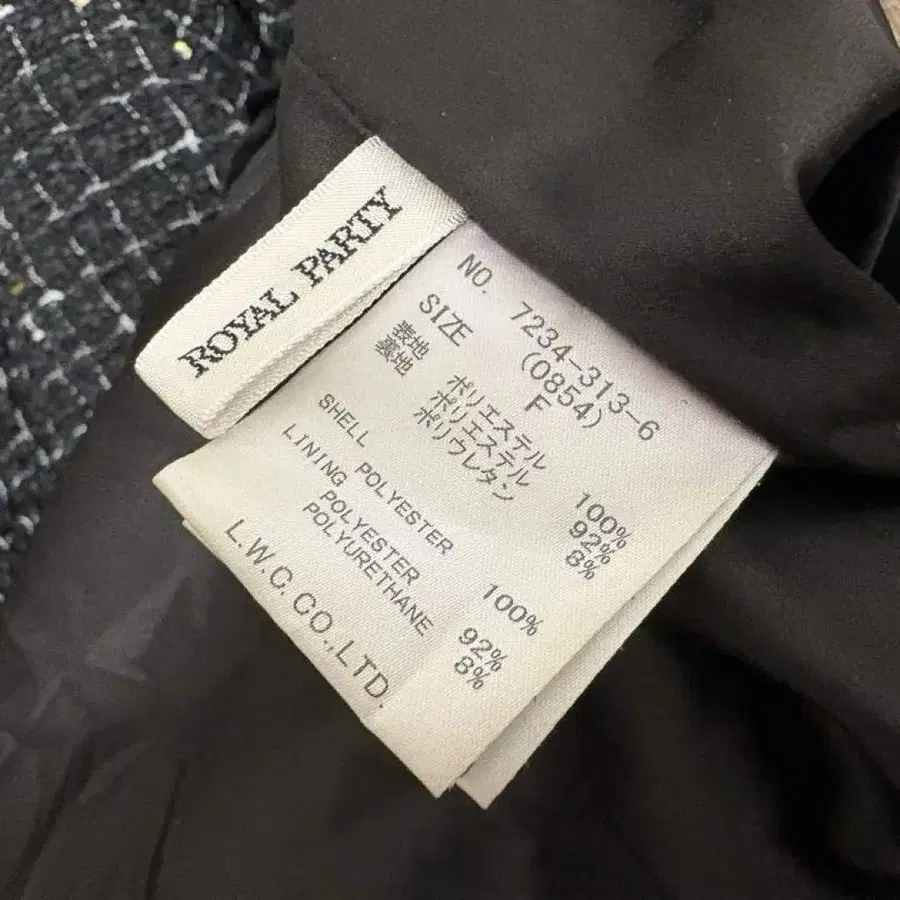 ROYAL PARTY
NO. 7234-313-6
(0854)
SIZE F
表地 ポリエステル 100%
裏地 ポリエステル 92%
ポリウレタン 8%
SHELL POLYESTER 100%
LINING POLYESTER 92%
POLYURETHANE 8%
L.W.C.CO.,LTD.